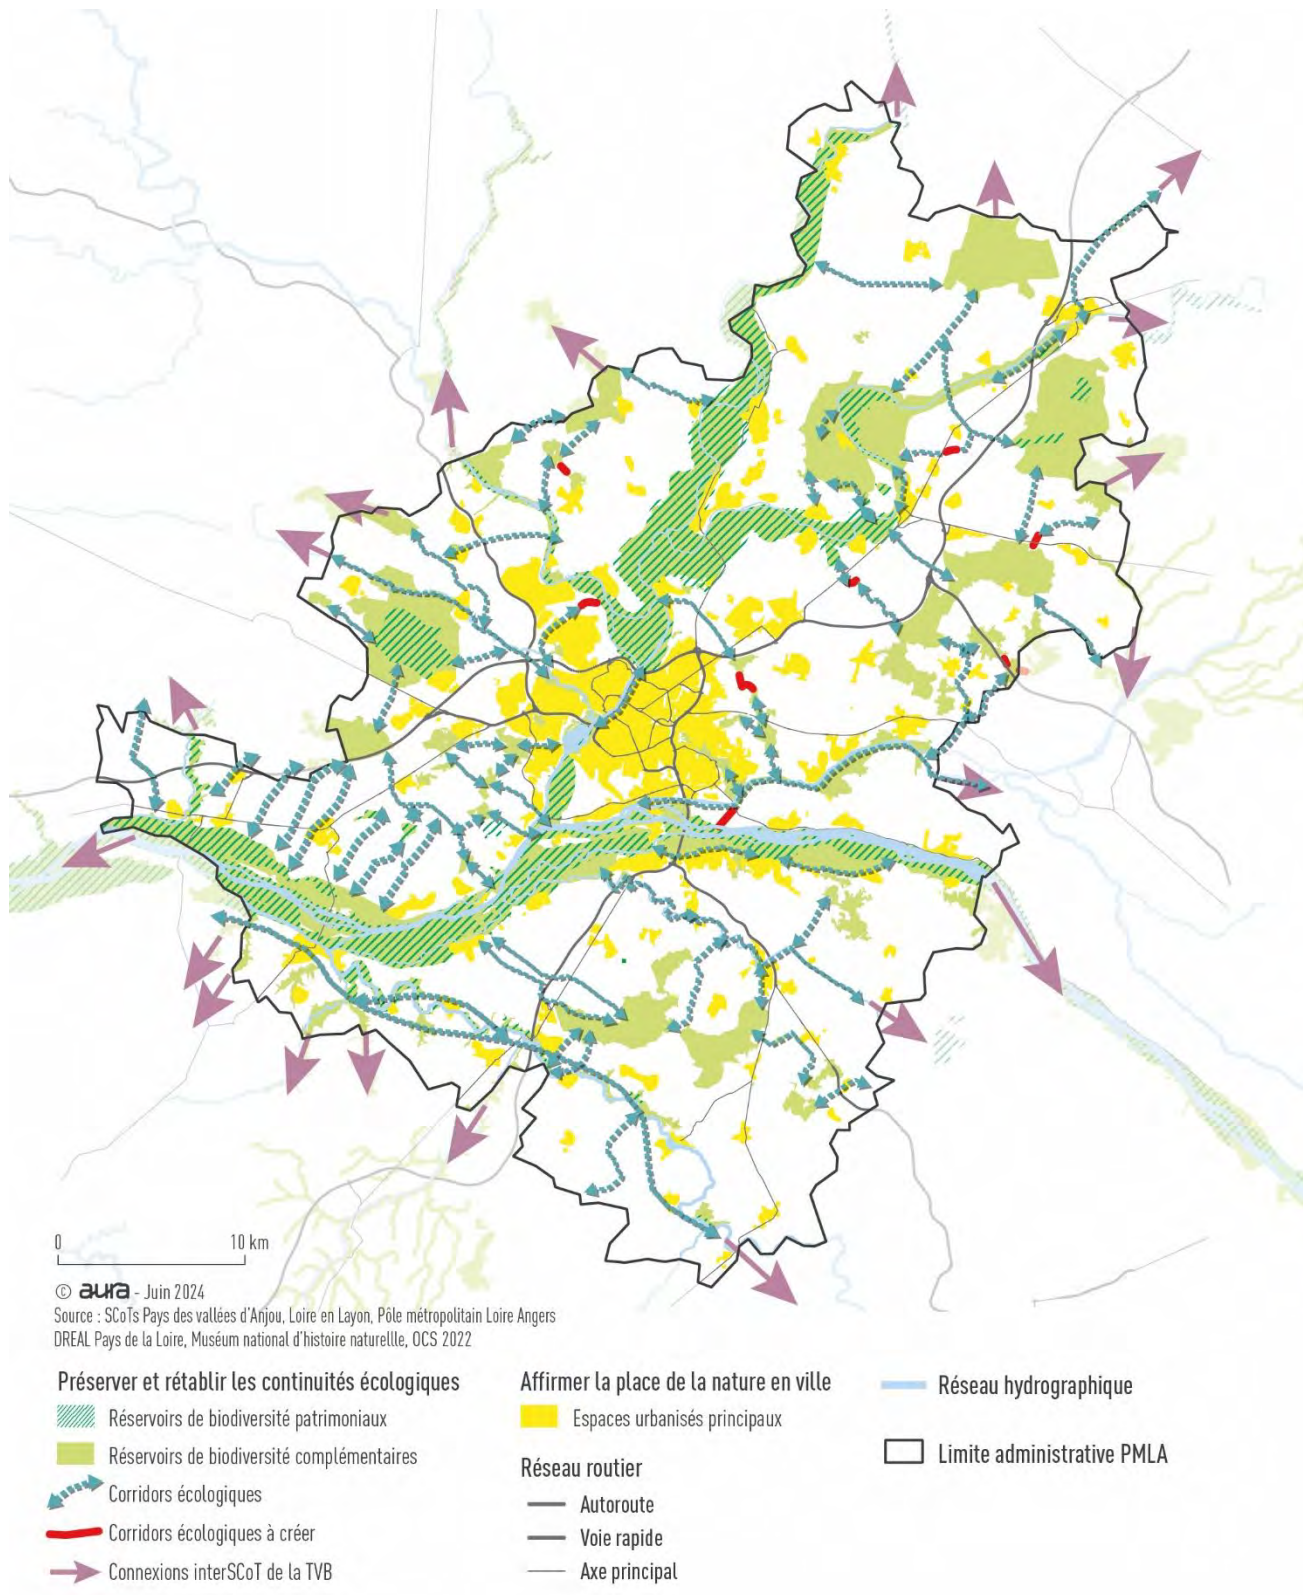 0 10 km
© aura - Juin 2024
Source : SCoTs Pays des vallées d'Anjou, Loire en Layon, Pôle métropolitain Loire Angers
DREAL Pays de la Loire, Muséum national d'histoire naturellle, OCS 2022
Préserver et rétablir les continuités écologiques
Réservoirs de biodiversité patrimoniaux
Réservoirs de biodiversité complémentaires
Corridors écologiques
Corridors écologiques à créer
Connexions interSCoT de la TVB
Affirmer la place de la nature en ville
Espaces urbanisés principaux
Réseau routier
Autoroute
Voie rapide
Axe principal
Réseau hydrographique
Limite administrative PMLA